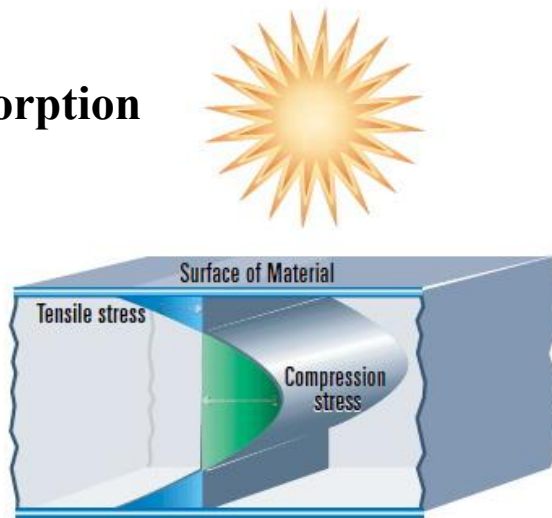 orption
Surface of Material
Tensile stress
Compression
stress